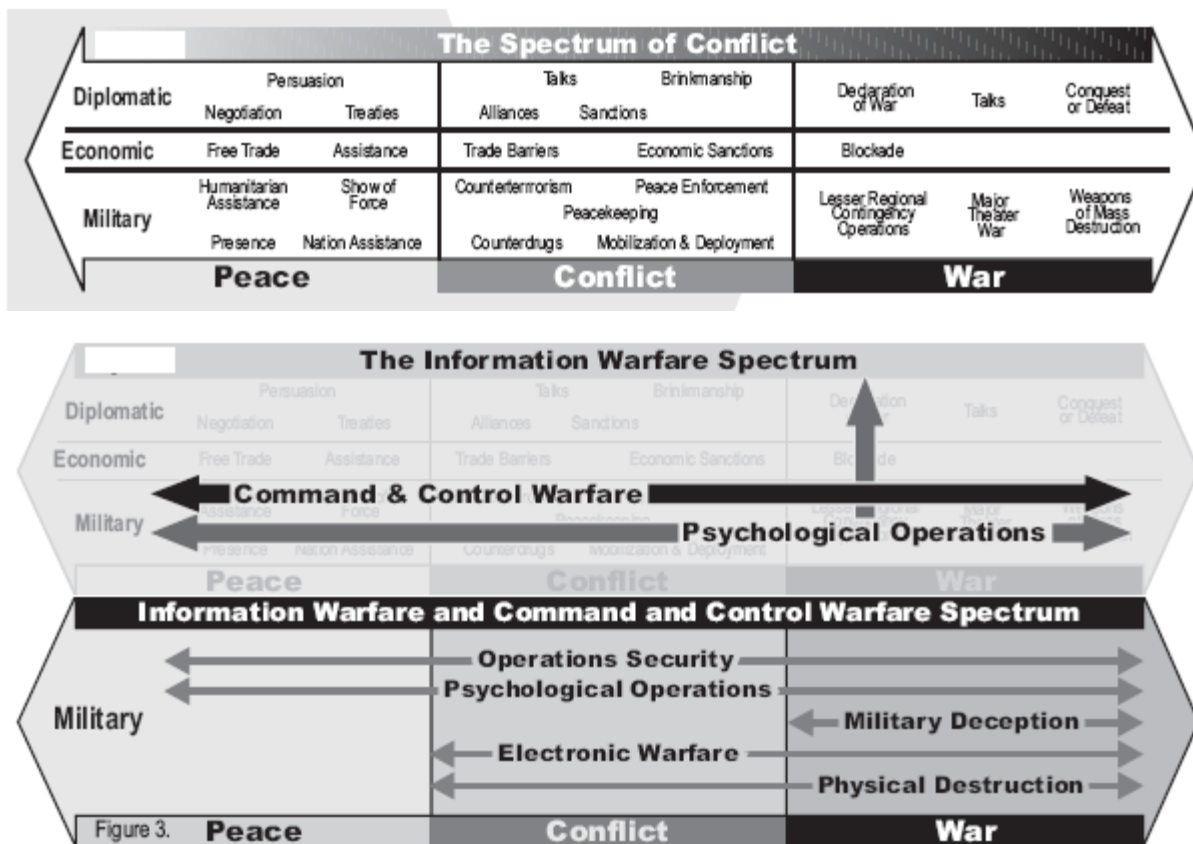 The Spectrum of Conflict
Diplomatic
Persuasion
Negotiation Treaties
Talks Brinkmanship
Alliances Sanctions
Declaration
of War
Talks
Conquest
or Defeat
Economic
Free Trade Assistance
Trade Barriers Economic Sanctions
Blockade
Military
Humanitarian
Assistance
Show of
Force
Presence Nation Assistance
Counterterrorism Peace Enforcement
Peacekeeping
Counterdrugs Mobilization & Deployment
Lesser Regional
Contingency
Operations
Major
Theater
War
Weapons
of Mass
Destruction
Peace Conflict War
The Information Warfare Spectrum
Diplomatic
Persuasion
Negotiation Treaties
Talks Brinkmanship
Alliances Sanctions
Talks
Conquest
or Defeat
Economic
Free Trade Assistance
Trade Barriers Economic Sanctions
Command & Control Warfare
Military
Assistance
Force
Psychological Operations
Presence Nation Assistance
Counterdrugs Mobilization & Deployment
Peace Conflict War
Information Warfare and Command and Control Warfare Spectrum
Operations Security
Psychological Operations
Military
Military Deception
Electronic Warfare
Physical Destruction
Figure 3.
Peace Conflict War